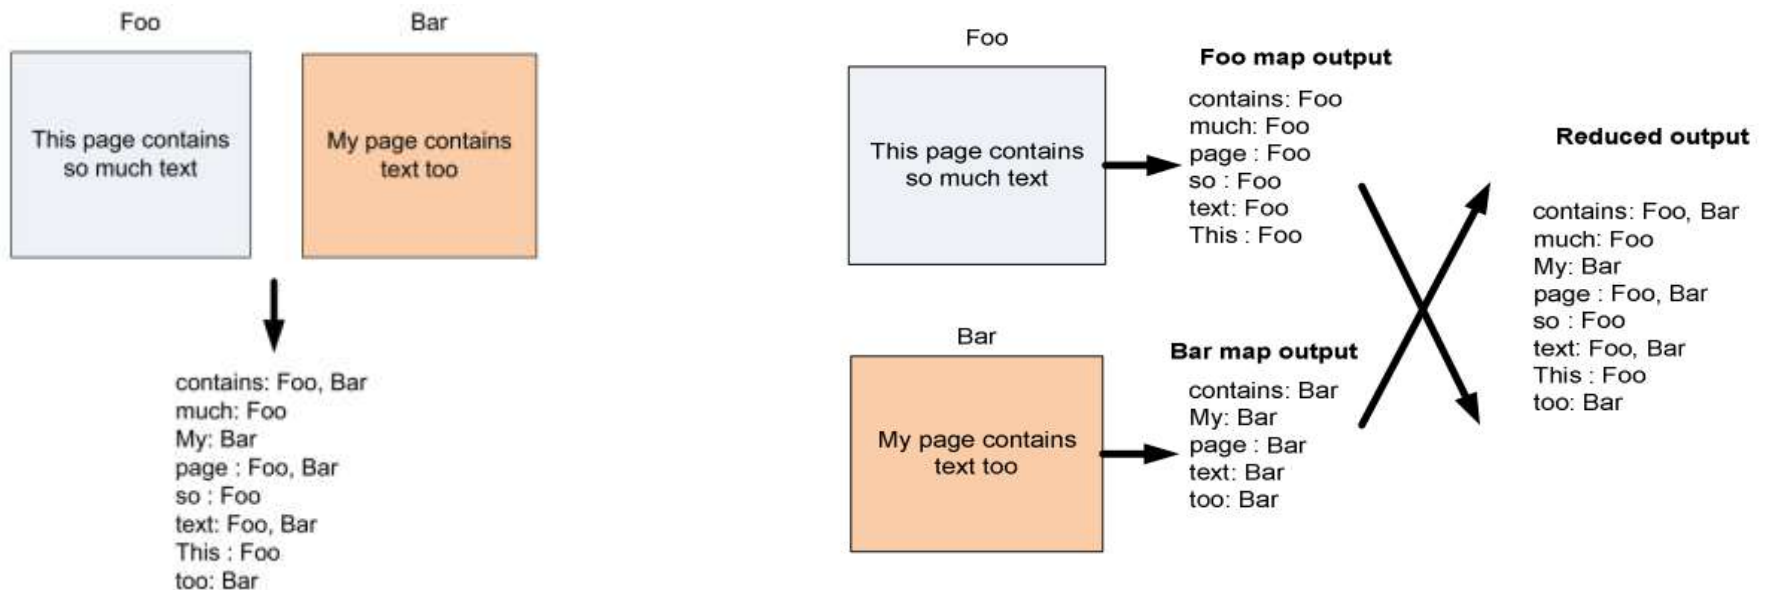 Foo
This page contains
so much text
Bar
My page contains
text too
contains: Foo, Bar
much: Foo
My: Bar
page : Foo, Bar
so : Foo
text: Foo, Bar
This : Foo
too: Bar
Foo
This page contains
so much text
Foo map output
contains: Foo
much: Foo
page : Foo
so : Foo
text: Foo
This : Foo
Bar
My page contains
text too
Bar map output
contains: Bar
My: Bar
page : Bar
text: Bar
too: Bar
Reduced output
contains: Foo, Bar
much: Foo
My: Bar
page : Foo, Bar
so : Foo
text: Foo, Bar
This : Foo
too: Bar